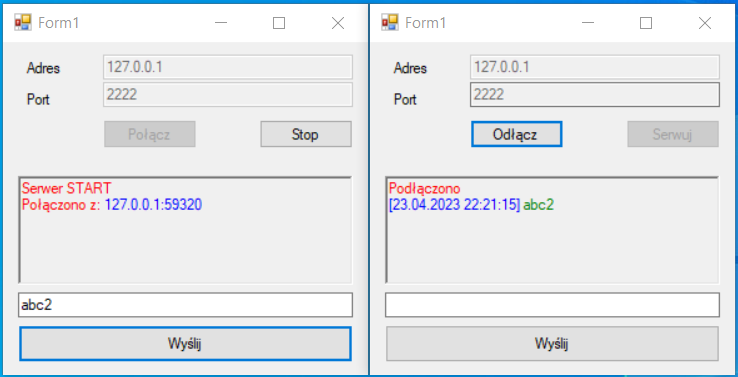 Form1
Adres 127.0.0.1
Port 2222
Połącz Stop
Serwer START
Połączono z: 127.0.0.1:59320
abc2
Wyślij
Form1
Adres 127.0.0.1
Port 2222
Odłącz Serwuj
Podłączono
[23.04.2023 22:21:15] abc2
Wyślij